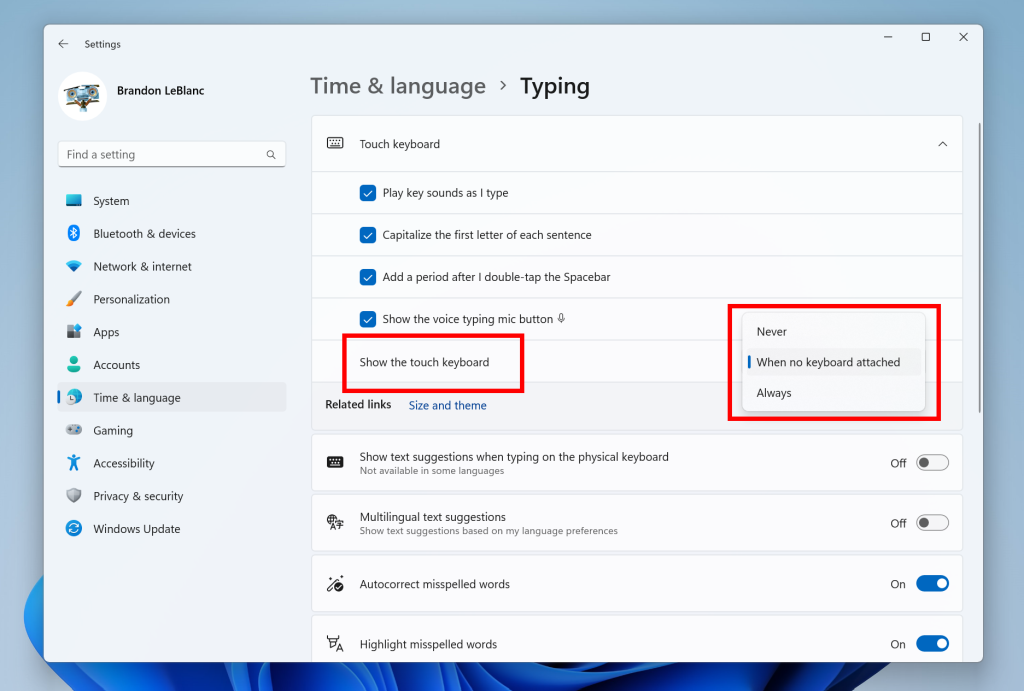 Settings
Brandon LeBlanc
Find a setting
System
Bluetooth & devices
Network & internet
Personalization
Apps
Accounts
Time & language
Gaming
Accessibility
Privacy & security
Windows Update
Time & language > Typing
Touch keyboard
Play key sounds as I type
Capitalize the first letter of each sentence
Add a period after I double-tap the Spacebar
Show the voice typing mic button
Show the touch keyboard
Never
When no keyboard attached
Always
Related links Size and theme
Show text suggestions when typing on the physical keyboard
Not available in some languages
Off
Multilingual text suggestions
Show text suggestions based on my language preferences
Off
Autocorrect misspelled words
On
Highlight misspelled words
On